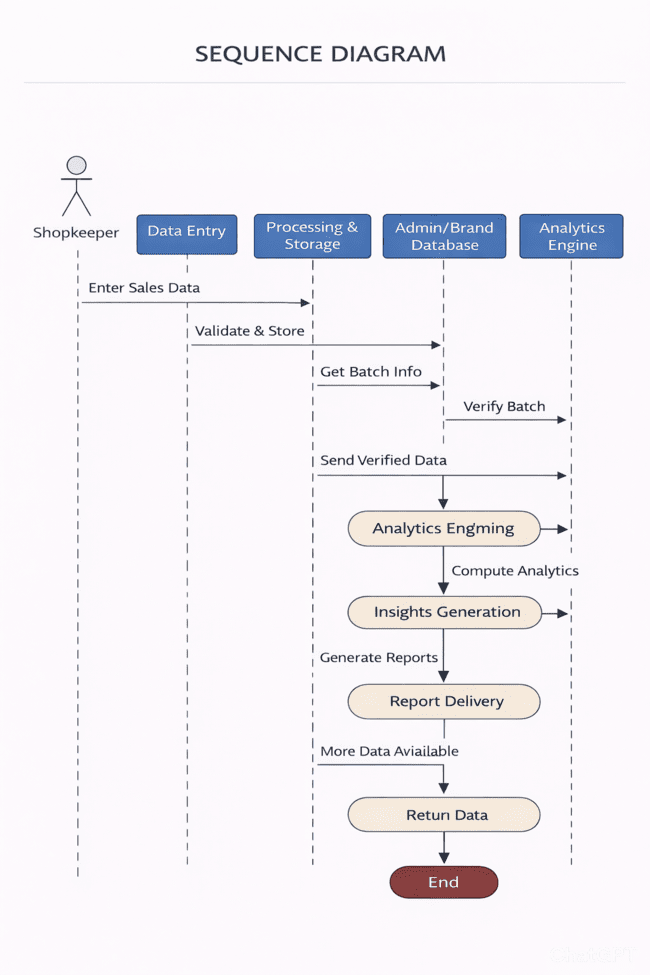 SEQUENCE DIAGRAM
Shopkeeper
Data Entry
Processing &
Storage
Admin/Brand
Database
Analytics
Engine
Enter Sales Data
Validate & Store
Get Batch Info
Verify Batch
Send Verified Data
Analytics Engming
Compute Analytics
Insights Generation
Generate Reports
Report Delivery
More Data Aviailable
Retun Data
End